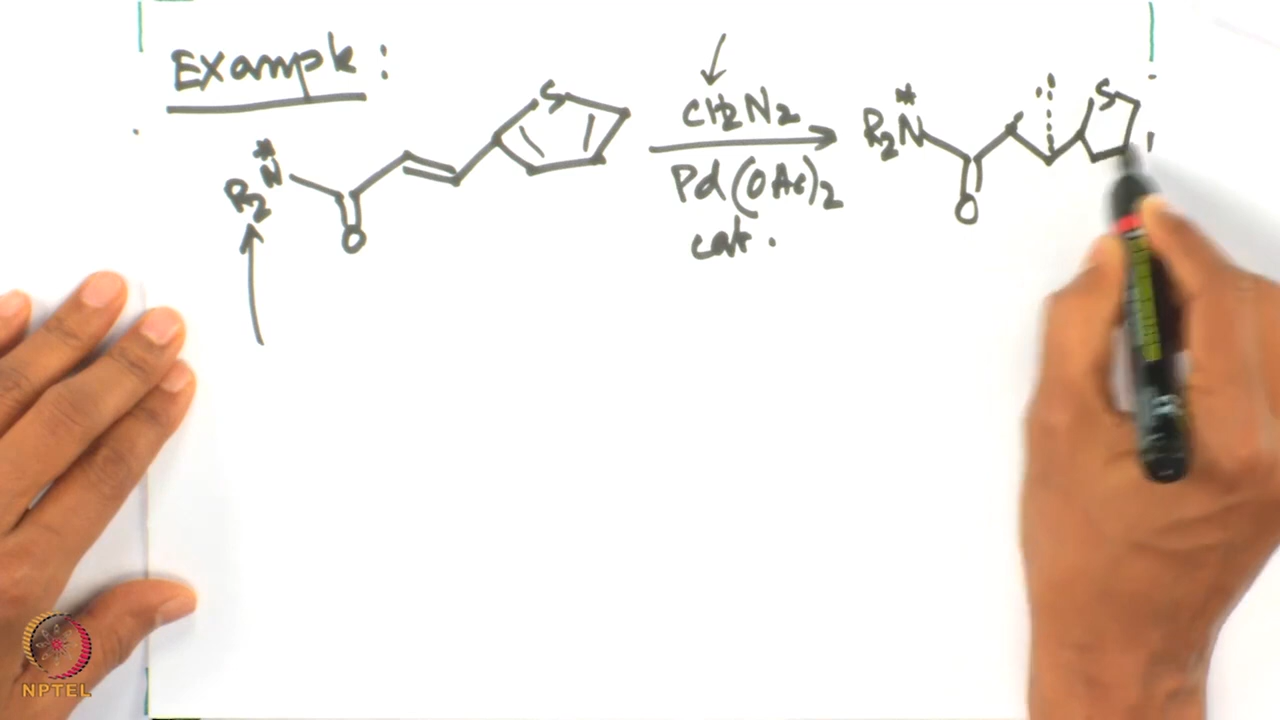 Example :
S
CH2N2
R2N*
O
Pd(OAc)2
cat.
R2N*
O
S
NPTEL